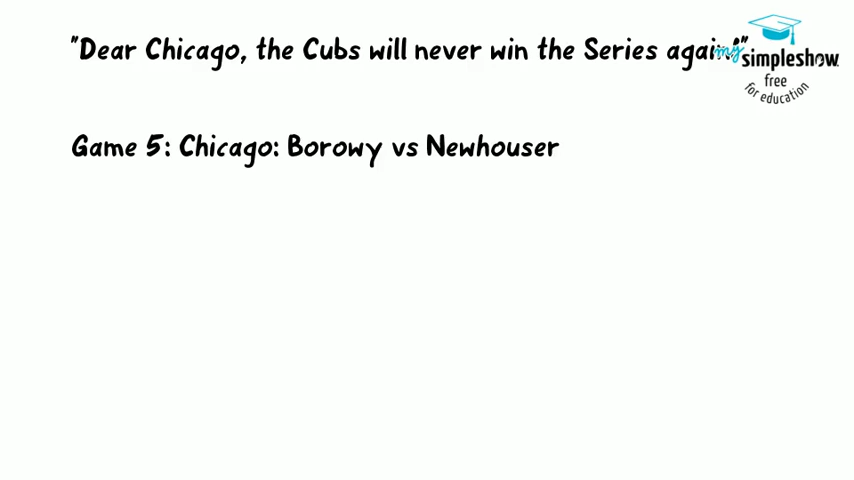 "Dear Chicago, the Cubs will never win the Series again!"
my simpleshow
free
for education
Game 5: Chicago: Borowy vs Newhouser